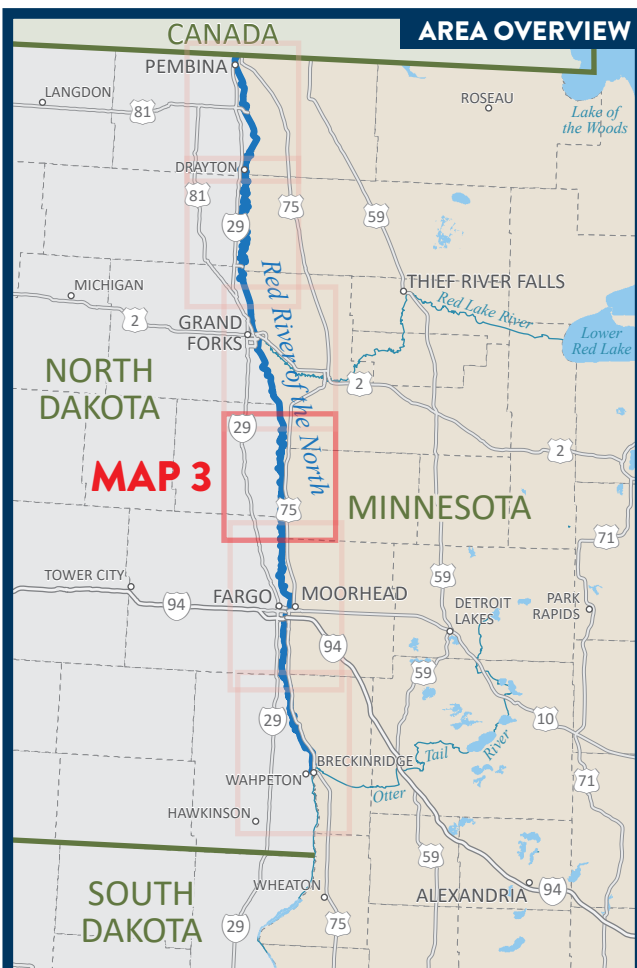 AREA OVERVIEW
CANADA
PEMBINA
LANGDON
81
ROSEAU
Lake of
the Woods
DRAYTON
81
75
59
29
MICHIGAN
2
THIEF RIVER FALLS
Red Lake River
Red River of the North
GRAND
FORKS
Lower
Red Lake
NORTH
DAKOTA
2
29
2
MAP 3
75
MINNESOTA
71
TOWER CITY
59
94
FARGO
MOORHEAD
DETROIT
LAKES
PARK
RAPIDS
94
59
29
10
BRECKINRIDGE
Tail
River
WAHPETON
Otter
71
HAWKINSON
59
SOUTH
DAKOTA
WHEATON
ALEXANDRIA
94
29
75